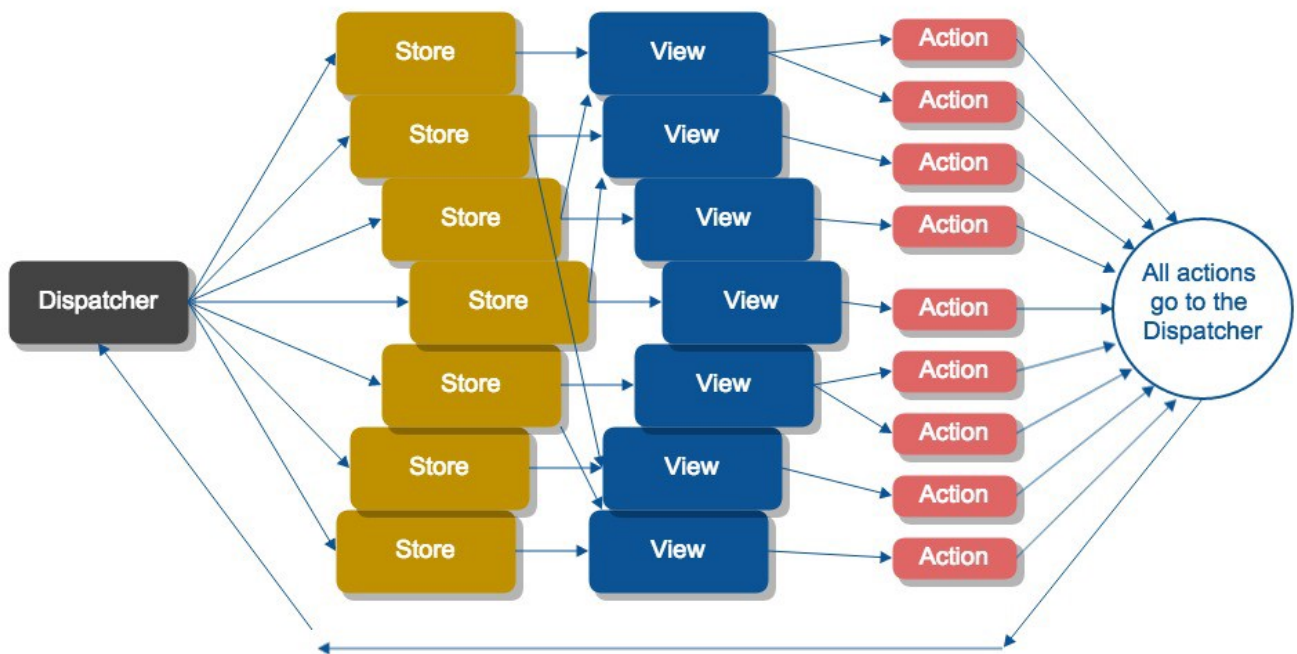 Store
View
Action
Action
Store
View
Action
Store
View
Action
Dispatcher
Store
View
Action
All actions
go to the
Dispatcher
Store
View
Action
Action
Store
View
Action
Store
View
Action